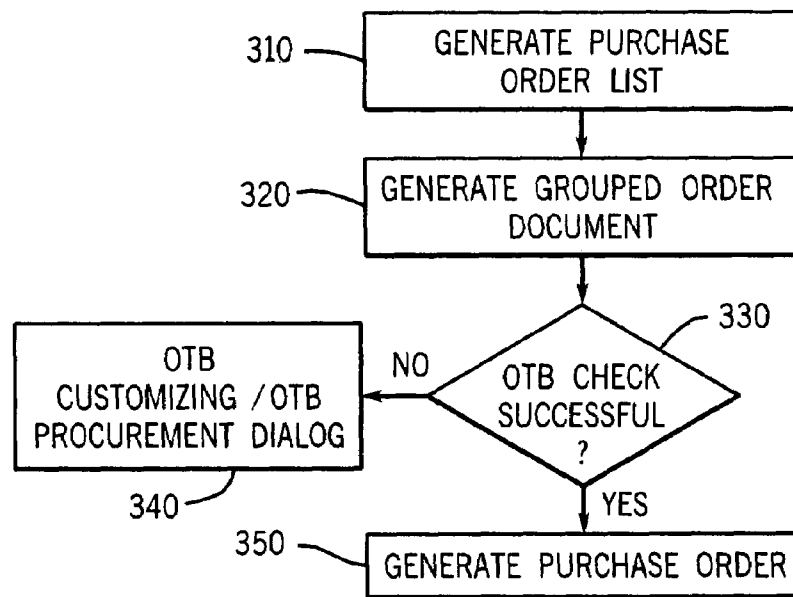 310
GENERATE PURCHASE
ORDER LIST
320
GENERATE GROUPED ORDER
DOCUMENT
330
OTB CHECK
SUCCESSFUL
?
NO
OTB
CUSTOMIZING / OTB
PROCUREMENT DIALOG
340
YES
350
GENERATE PURCHASE ORDER